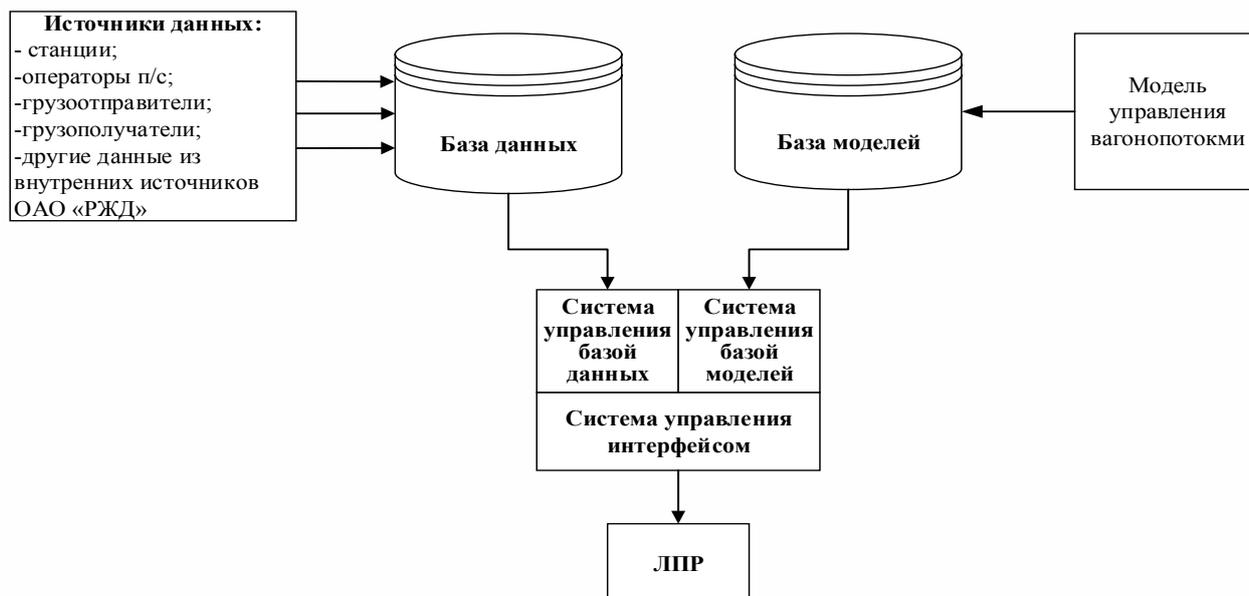 Источники данных:
- станции;
-операторы п/с;
-грузоотправители;
-грузополучатели;
-другие данные из
внутренних источников
ОАО «РЖД»
База данных
База моделей
Модель
управления
вагонопотокми
Система
управления
базой
данных
Система
управления
базой
моделей
Система управления
интерфейсом
ЛПР